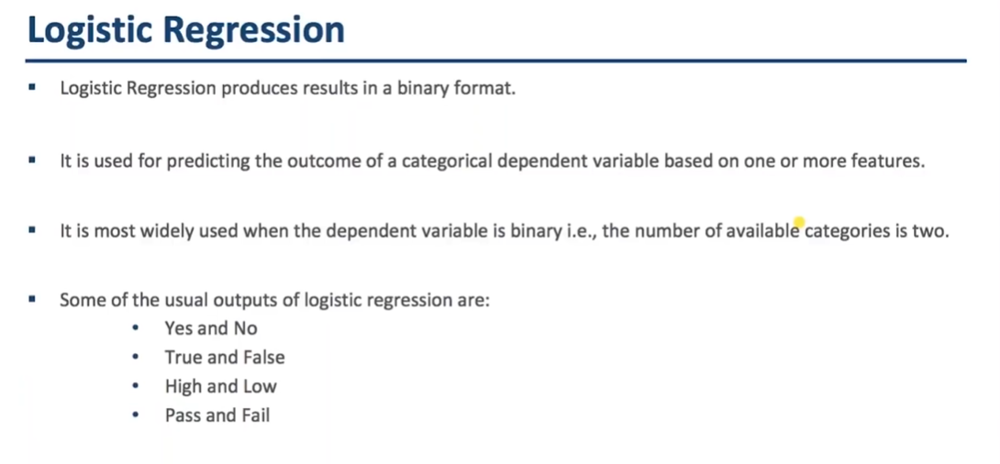 Logistic Regression
▪ Logistic Regression produces results in a binary format.
▪ It is used for predicting the outcome of a categorical dependent variable based on one or more features.
▪ It is most widely used when the dependent variable is binary i.e., the number of available categories is two.
▪ Some of the usual outputs of logistic regression are:
• Yes and No
• True and False
• High and Low
• Pass and Fail